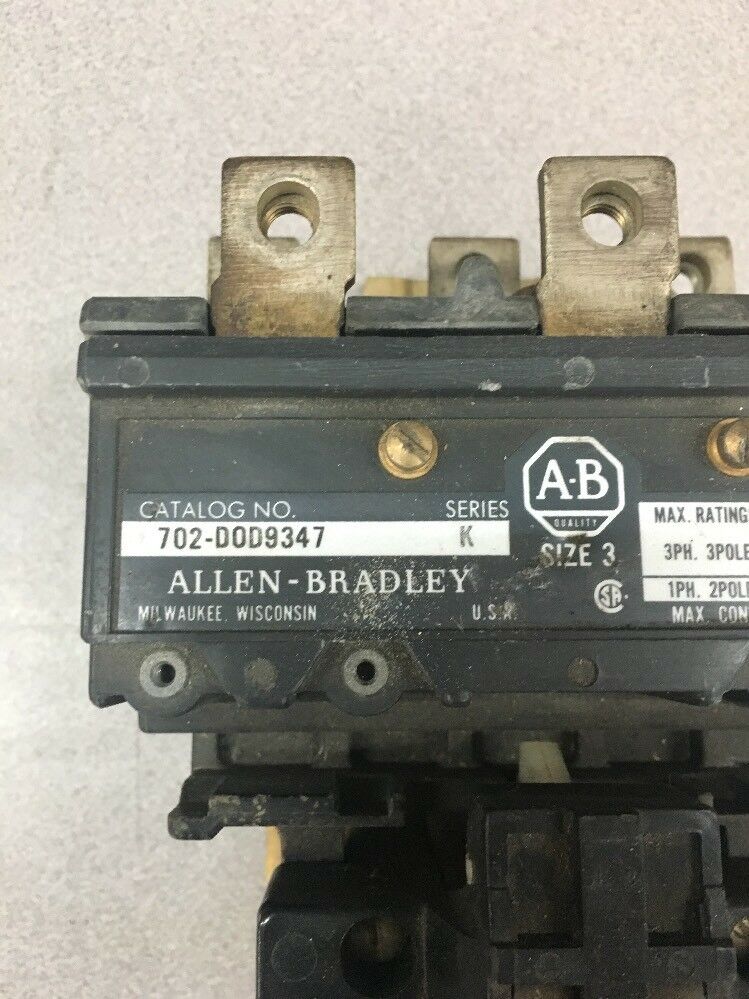 CATALOG NO. SERIES
702-DOD9347 K
ALLEN-BRADLEY
MILWAUKEE, WISCONSIN U.S.A.
A·B
QUALITY
SIZE 3
SA
MAX. RATING
3PH. 3POLE
1PH. 2POLE
MAX. CON